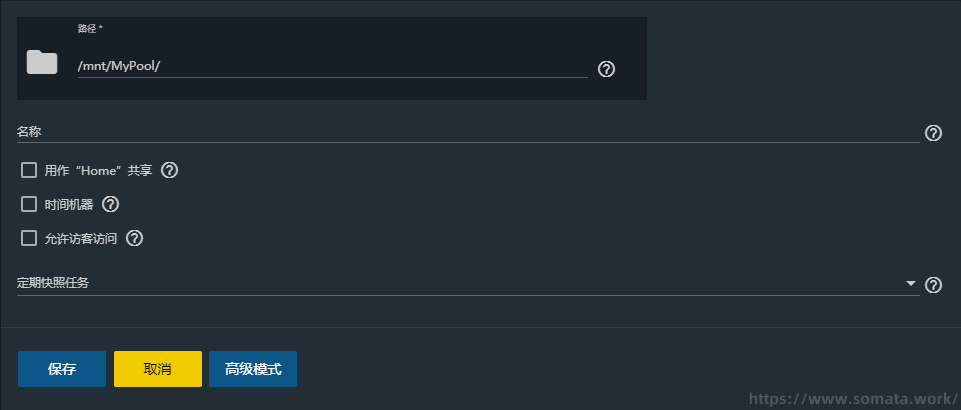 路径 *
/mnt/MyPool/
名称
用作“Home”共享
时间机器
允许访客访问
定期快照任务
保存 取消 高级模式
https://www.somata.work/